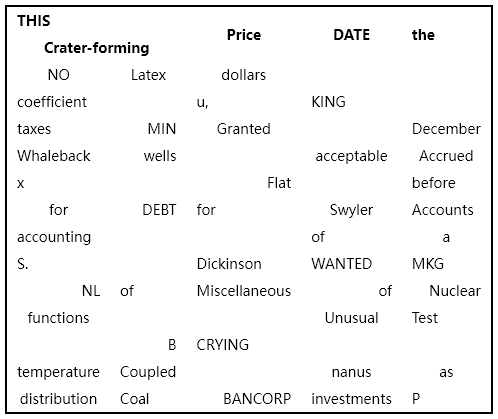 THIS
Crater-forming Price DATE the
NO Latex dollars
coefficient u, KING
taxes MIN Granted December
Whaleback wells acceptable Accrued
x Flat before
for DEBT for Swyler Accounts
accounting of a
S. Dickinson WANTED MKG
NL of Miscellaneous of Nuclear
functions Unusual Test
B CRYING
temperature Coupled nanus as
distribution Coal BANCORP investments P